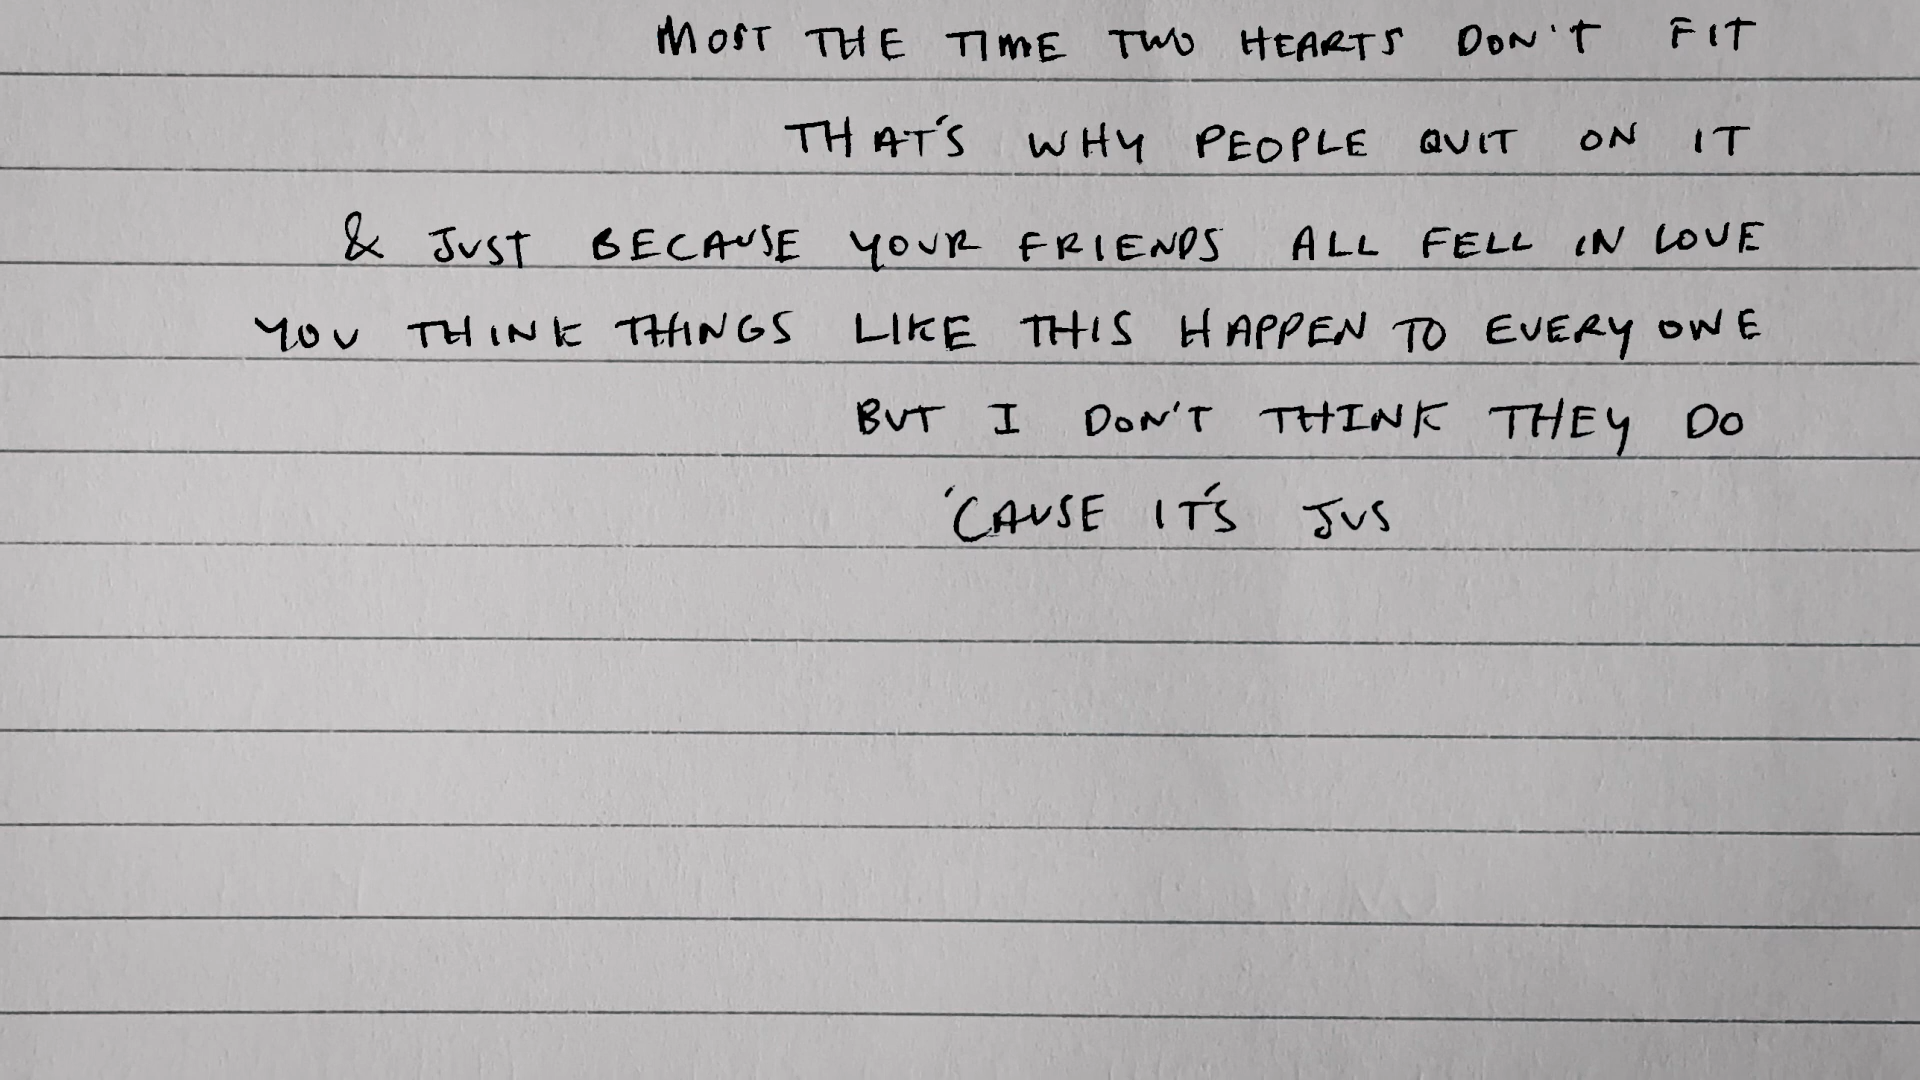 MOST THE TIME TWO HEARTS DON'T FIT
THAT'S WHY PEOPLE QUIT ON IT
& JUST BECAUSE YOUR FRIENDS ALL FELL IN LOVE
YOU THINK THINGS LIKE THIS HAPPEN TO EVERYONE
BUT I DON'T THINK THEY DO
'CAUSE IT'S JUS